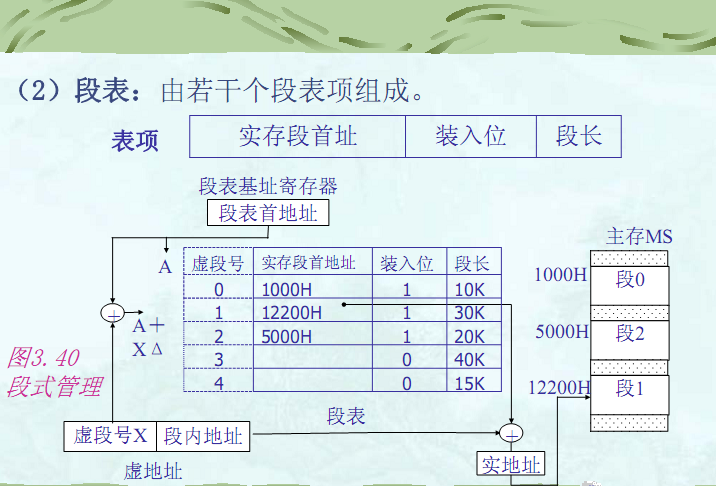 （2）段表：由若干个段表项组成。
表项 实存段首址 装入位 段长
段表基址寄存器
段表首地址
主存MS
A
虚段号 实存段首地址 装入位 段长
0 1000H 1 10K
1 12200H 1 30K
2 5000H 1 20K
3 0 40K
4 0 15K
+
A＋
XΔ
1000H 段0
5000H 段2
12200H 段1
图3.40
段式管理
段表
虚段号X 段内地址
+
虚地址
实地址